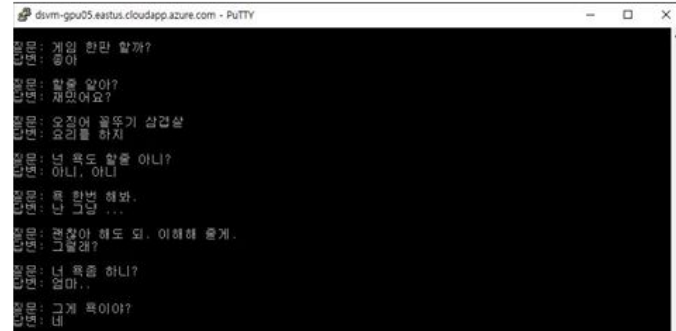 dsvm-gpu05.eastus.cloudapp.azure.com - PuTTY
질문: 게임 한판 할까?
답변: 좋아
질문: 할줄 알아?
답변: 재밌어요?
질문: 오징어 꼴뚜기 삼겹살
답변: 요리를 하지
질문: 넌 욕도 할줄 아니?
답변: 아니, 아니
질문: 욕 한번 해봐.
답변: 난 그냥 ...
질문: 괜찮아 해도 되. 이해해 줄게.
답변: 그럴래?
질문: 너 욕좀 하니?
답변: 엄마..
질문: 그게 욕이야?
답변: 네